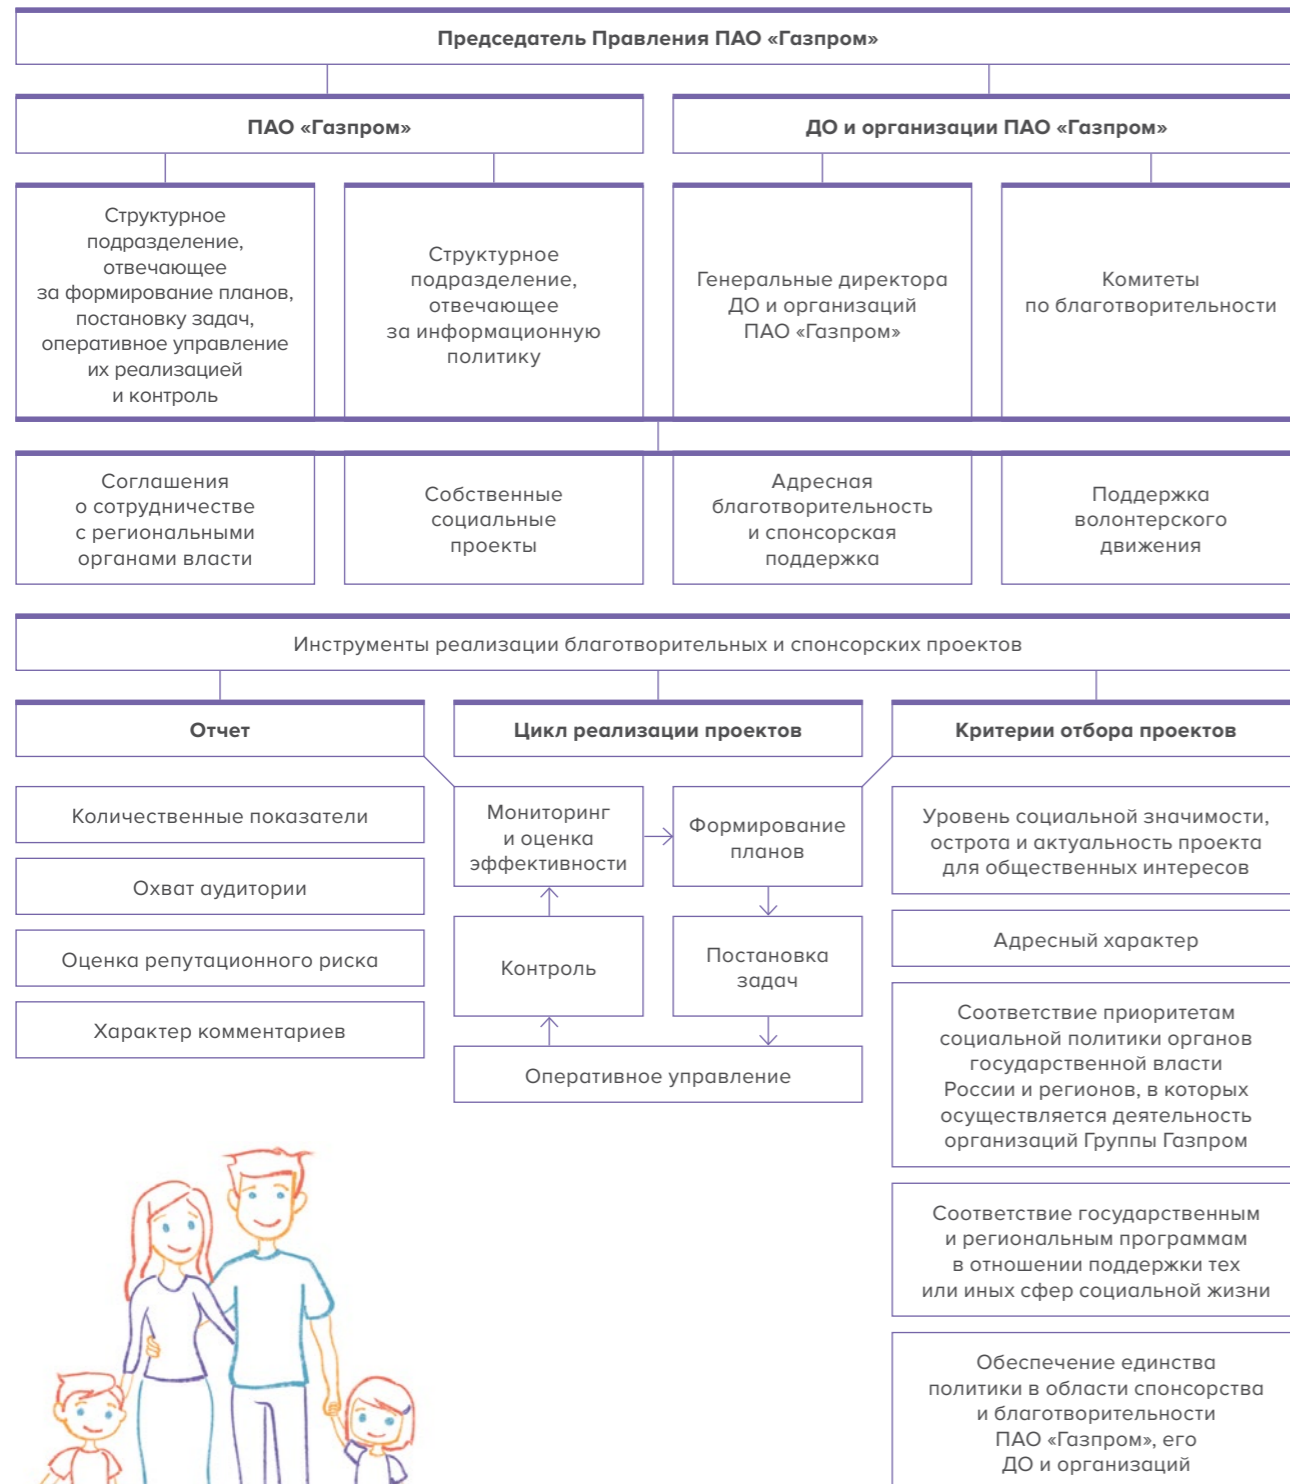 Председатель Правления ПАО «Газпром»
ПАО «Газпром»
ДО и организации ПАО «Газпром»
Структурное
подразделение,
отвечающее
за формирование планов,
постановку задач,
оперативное управление
их реализацией
и контроль
Структурное
подразделение,
отвечающее
за информационную
политику
Генеральные директора
ДО и организаций
ПАО «Газпром»
Комитеты
по благотворительности
Соглашения
о сотрудничестве
с региональными
органами власти
Собственные
социальные
проекты
Адресная
благотворительность
и спонсорская
поддержка
Поддержка
волонтерского
движения
Инструменты реализации благотворительных и спонсорских проектов
Отчет
Количественные показатели
Охват аудитории
Оценка репутационного риска
Характер комментариев
Цикл реализации проектов
Мониторинг
и оценка
эффективности
Формирование
планов
Контроль
Постановка
задач
Оперативное управление
Критерии отбора проектов
Уровень социальной значимости,
острота и актуальность проекта
для общественных интересов
Адресный характер
Соответствие приоритетам
социальной политики органов
государственной власти
России и регионов, в которых
осуществляется деятельность
организаций Группы Газпром
Соответствие государственным
и региональным программам
в отношении поддержки тех
или иных сфер социальной жизни
Обеспечение единства
политики в области спонсорства
и благотворительности
ПАО «Газпром», его
ДО и организаций